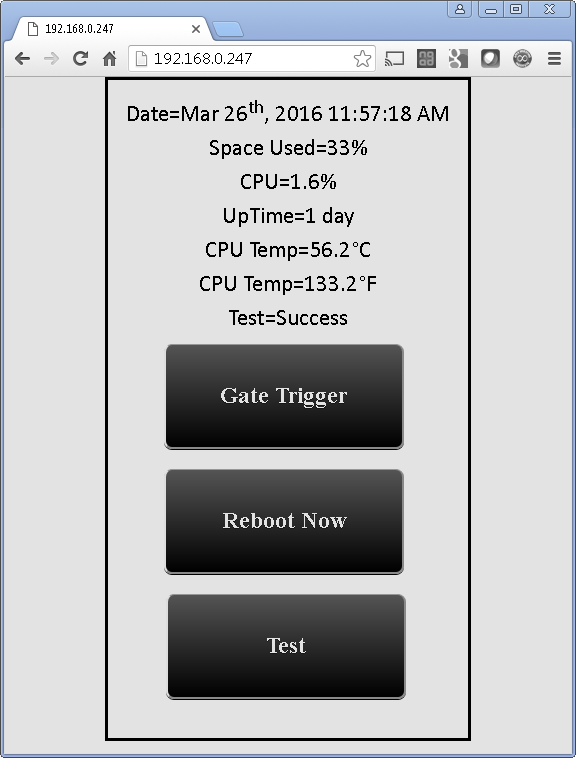 192.168.0.247
192.168.0.247
Date=Mar 26th, 2016 11:57:18 AM
Space Used=33%
CPU=1.6%
UpTime=1 day
CPU Temp=56.2°C
CPU Temp=133.2°F
Test=Success
Gate Trigger
Reboot Now
Test